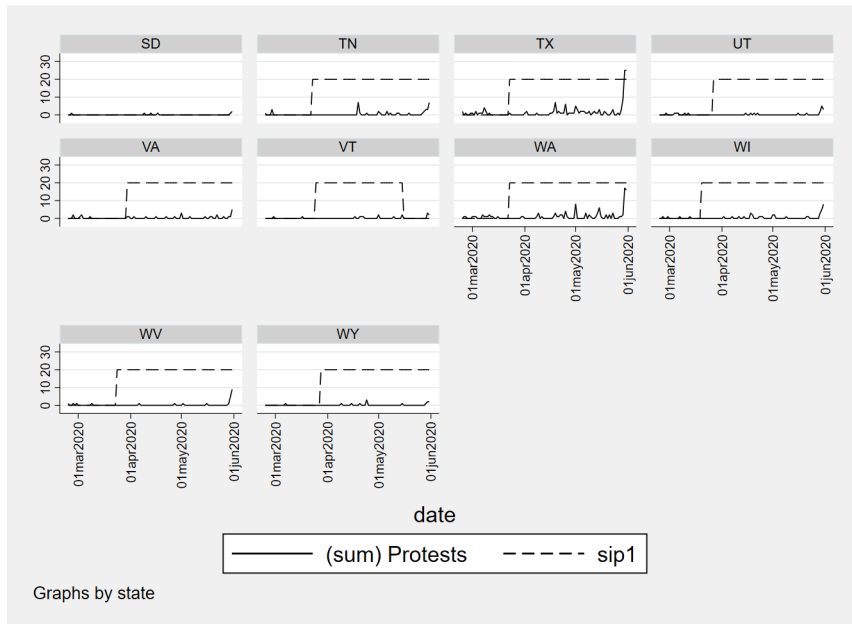 SD TN TX UT
30
20
10
0
VA VT WA WI
30
20
10
0
01mar2020 01apr2020 01may2020 01jun2020 01mar2020 01apr2020 01may2020 01jun2020
WV WY
30
20
10
0
01mar2020 01apr2020 01may2020 01jun2020 01mar2020 01apr2020 01may2020 01jun2020
date
(sum) Protests sip1
Graphs by state